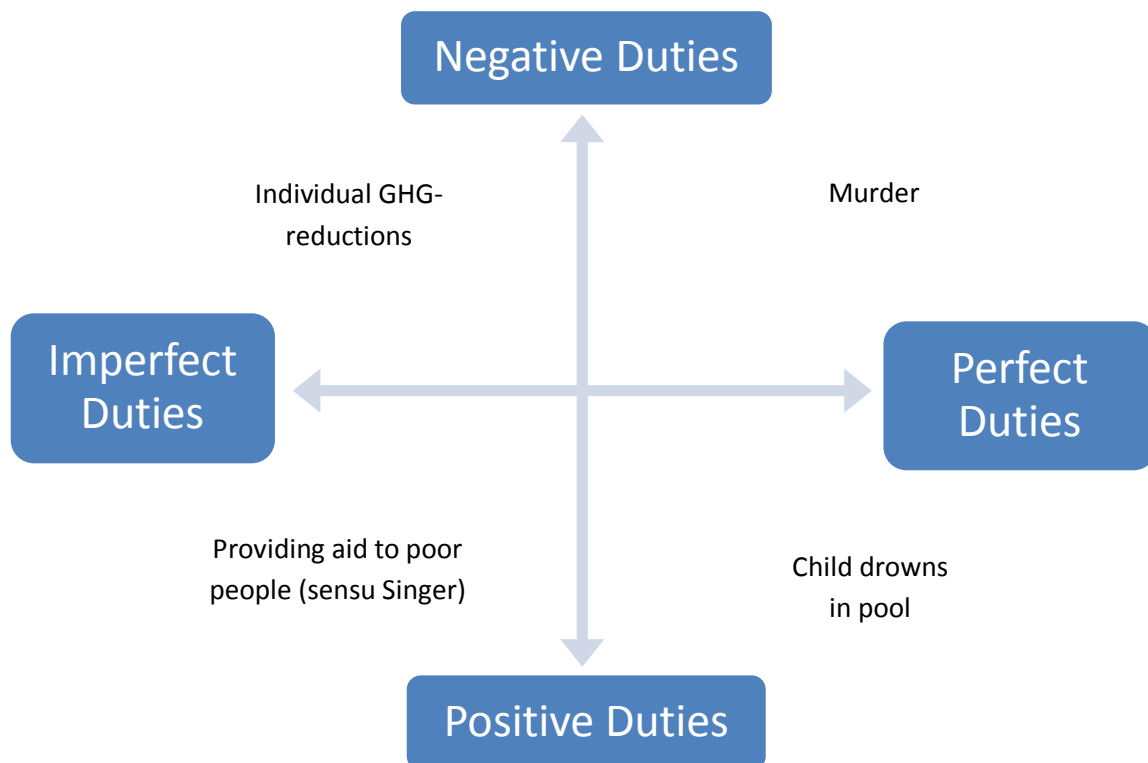 Negative Duties
Individual GHG-
reductions
Murder
Imperfect
Duties
Perfect
Duties
Providing aid to poor
people (sensu Singer)
Child drowns
in pool
Positive Duties